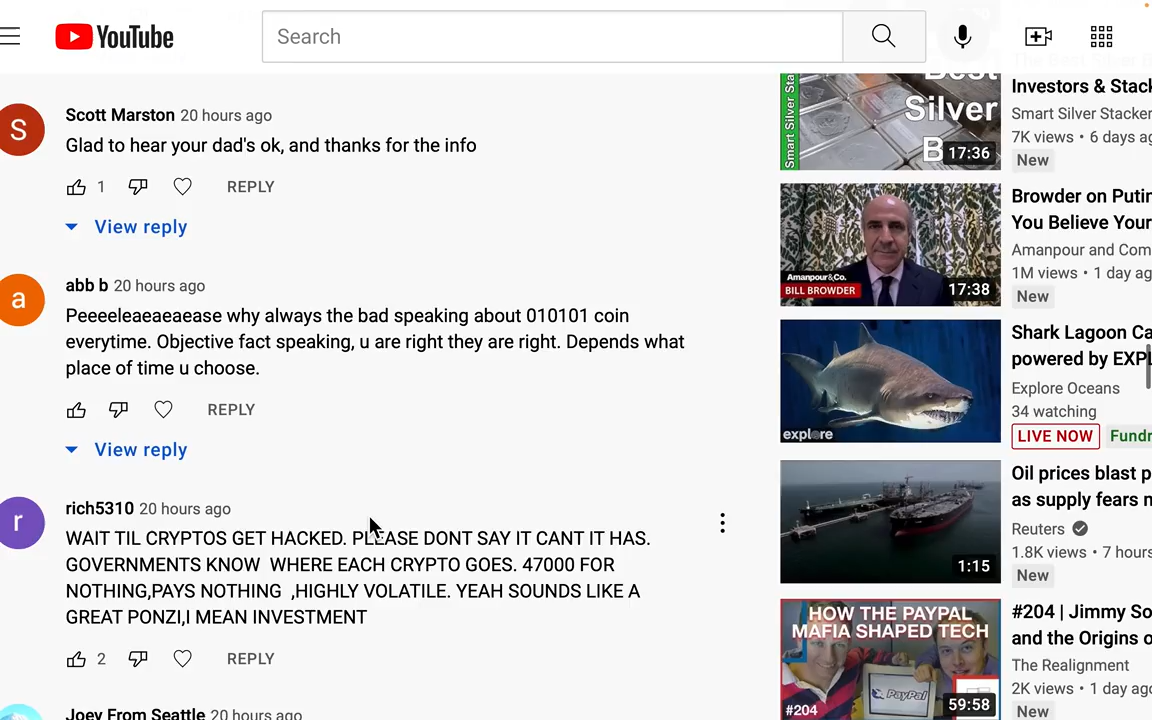 YouTube
Search
S
Scott Marston 20 hours ago
Glad to hear your dad's ok, and thanks for the info
1
REPLY
View reply
a
abb b 20 hours ago
Peeeeleaeaeaease why always the bad speaking about 010101 coin
everytime. Objective fact speaking, u are right they are right. Depends what
place of time u choose.
REPLY
View reply
r
rich5310 20 hours ago
WAIT TIL CRYPTOS GET HACKED. PLEASE DONT SAY IT CANT IT HAS.
GOVERNMENTS KNOW WHERE EACH CRYPTO GOES. 47000 FOR
NOTHING,PAYS NOTHING ,HIGHLY VOLATILE. YEAH SOUNDS LIKE A
GREAT PONZI,I MEAN INVESTMENT
2
REPLY
Joey From Seattle 20 hours ago
Smart Silver Sta
Best
Silver
B
17:36
Investors & Stack
Smart Silver Stacker
7K views • 6 days ag
New
Amanpour&Co.
BILL BROWDER
17:38
Browder on Putin
You Believe Your
Amanpour and Com
1M views • 1 day ag
New
explore
Shark Lagoon Ca
powered by EXPL
Explore Oceans
34 watching
LIVE NOW
Fundr
1:15
Oil prices blast p
as supply fears m
Reuters
1.8K views • 7 hours
New
HOW THE PAYPAL
MAFIA SHAPED TECH
PayPal
#204
59:58
#204 | Jimmy So
and the Origins o
The Realignment
2K views • 1 day ag
New